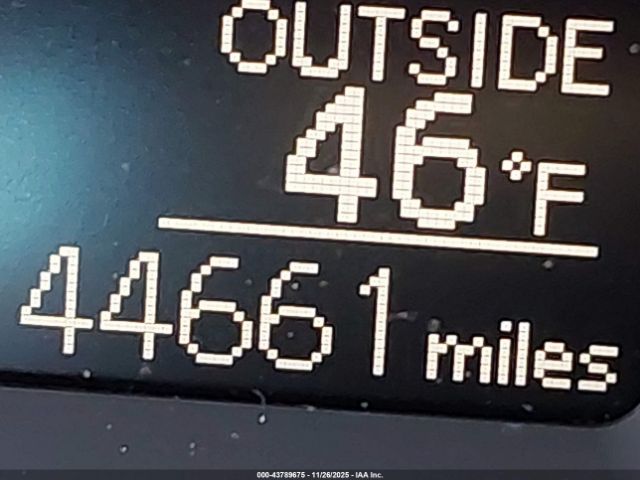 OUTSIDE
46°F
44661 miles
000-43789675 - 11/26/2025 - IAA Inc.